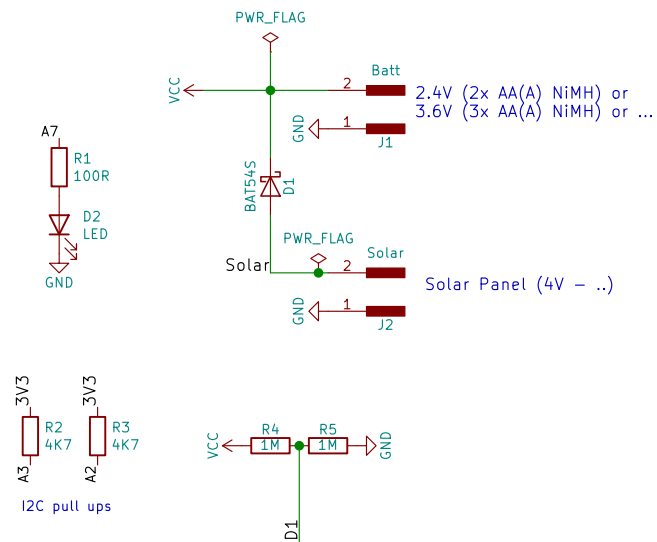 PWR_FLAG
VCC
2
Batt
2.4V (2x AA(A) NiMH) or
3.6V (3x AA(A) NiMH) or ...
GND
1
J1
A7
R1
100R
BAT54S
D1
D2
LED
GND
PWR_FLAG
Solar
2
Solar
Solar Panel (4V - ..)
GND
1
J2
3V3
3V3
R2
4K7
R3
4K7
A3
A2
I2C pull ups
VCC
R4
1M
R5
1M
GND
D1